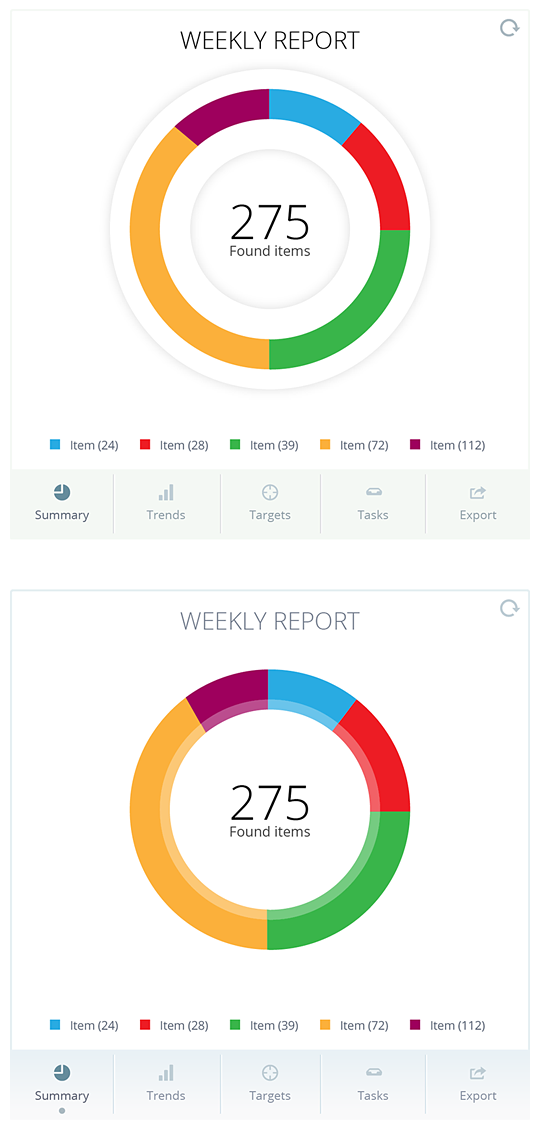 WEEKLY REPORT
275
Found items
Item (24) Item (28) Item (39) Item (72) Item (112)
Summary Trends Targets Tasks Export
WEEKLY REPORT
275
Found items
Item (24) Item (28) Item (39) Item (72) Item (112)
Summary Trends Targets Tasks Export